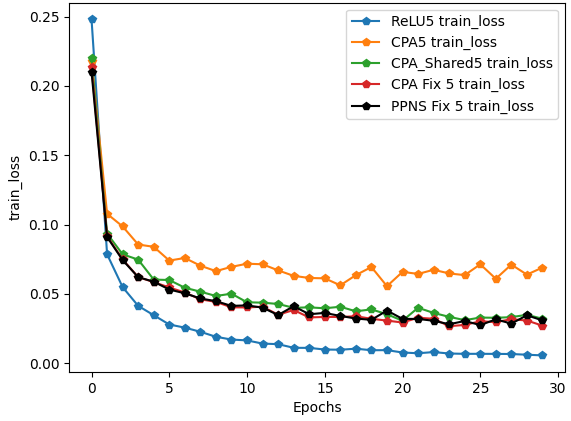 0.25
0.20
0.15
0.10
0.05
0.00
train_loss
0
5
10
15
20
25
30
Epochs
ReLU5 train_loss
CPA5 train_loss
CPA_Shared5 train_loss
CPA Fix 5 train_loss
PPNS Fix 5 train_loss